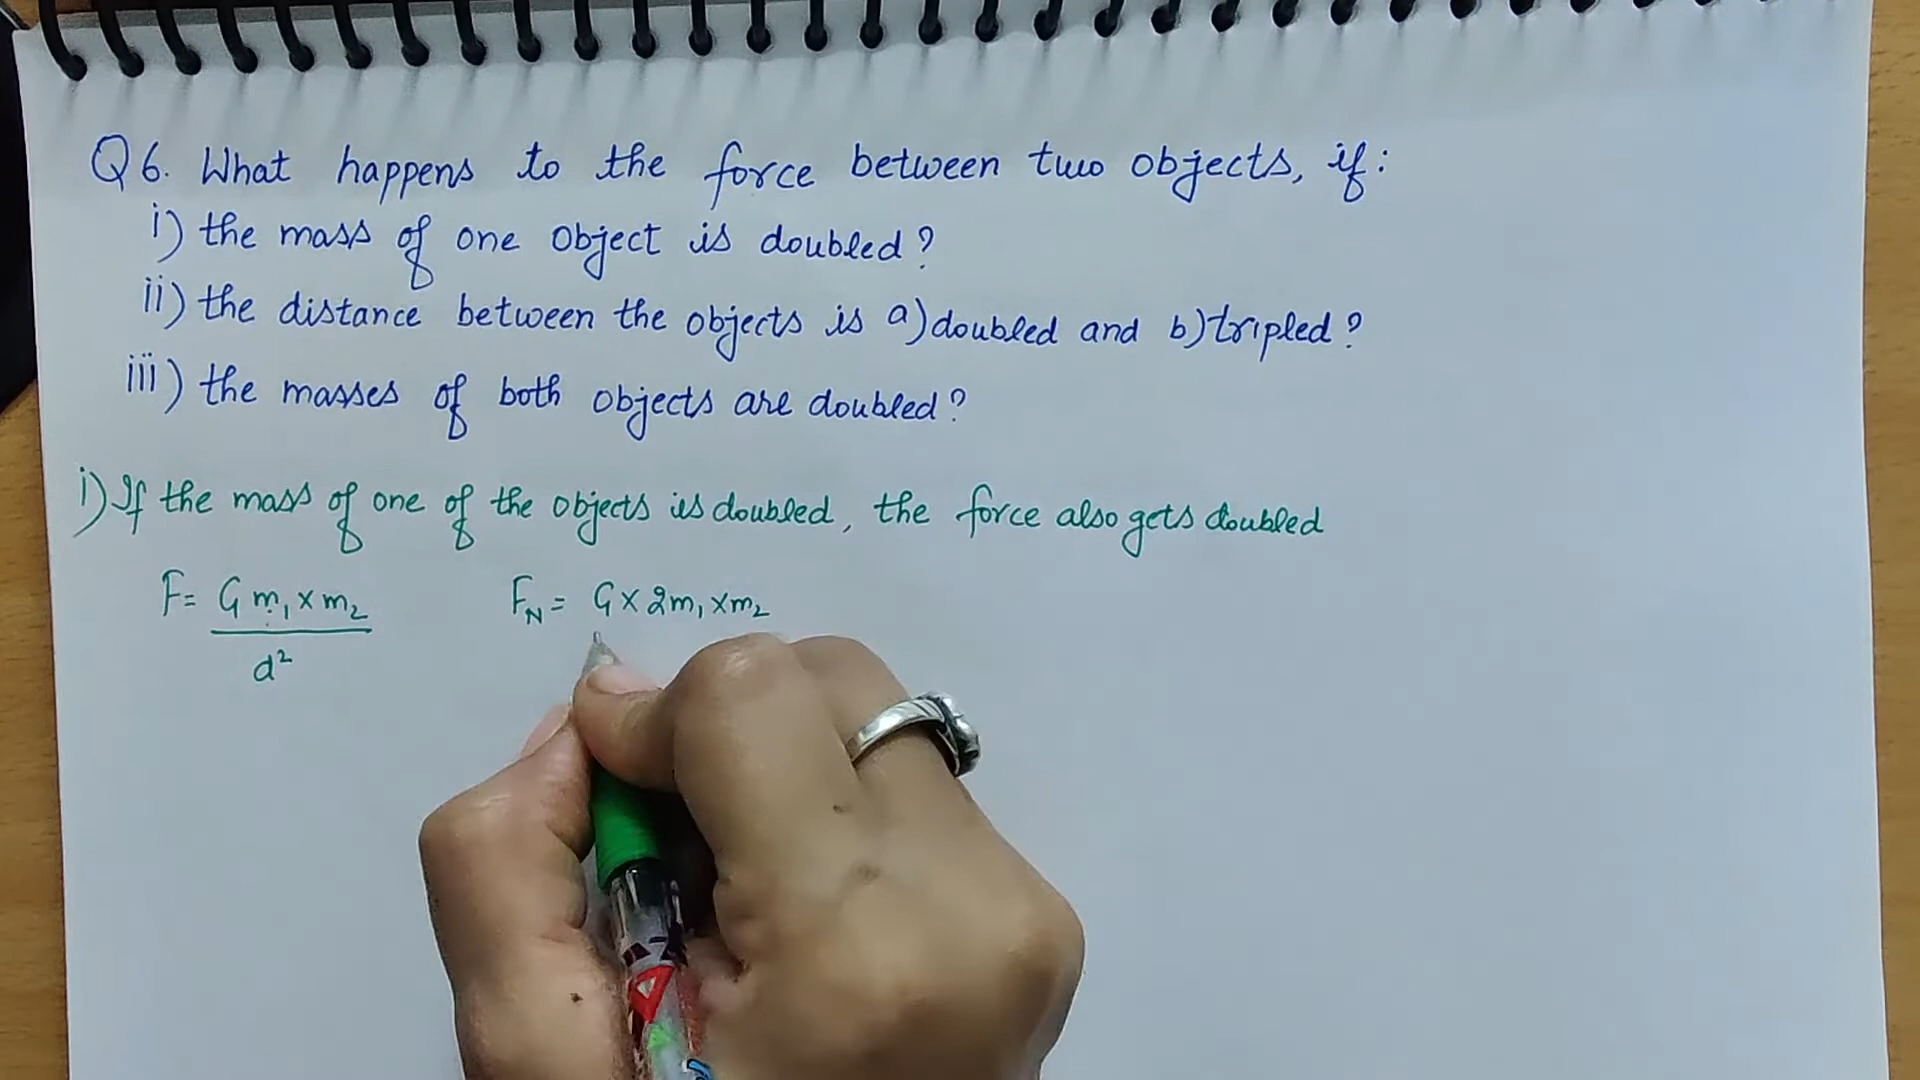 Q6. What happens to the force between two objects, if:
i) the mass of one object is doubled?
ii) the distance between the objects is a) doubled and b) tripled?
iii) the masses of both objects are doubled?
i) If the mass of one of the objects is doubled, the force also gets doubled
F = G m₁ × m₂ / d² F_N = G × 2m₁ × m₂